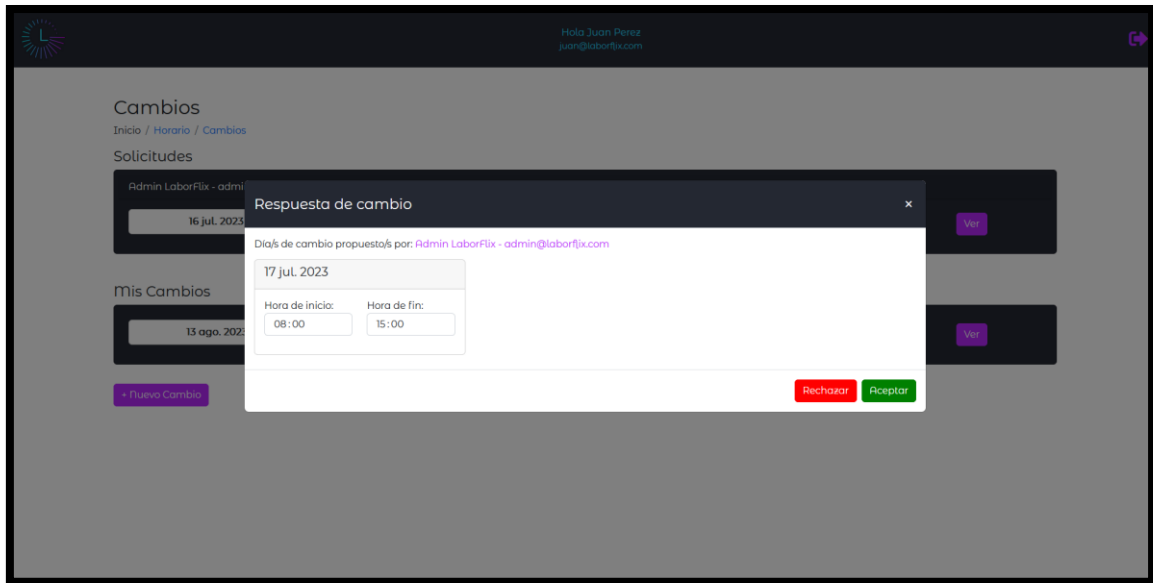 L
Hola Juan Perez
juan@laborflix.com
Cambios
Inicio / Horario / Cambios
Solicitudes
Admin LaborFlix - admi
16 jul. 2023
Ver
Respuesta de cambio
×
Día/s de cambio propuesto/s por: Admin LaborFlix - admin@laborflix.com
17 jul. 2023
Hora de inicio: Hora de fin:
08:00 15:00
Rechazar Aceptar
Mis Cambios
13 ago. 202
Ver
+ Nuevo Cambio